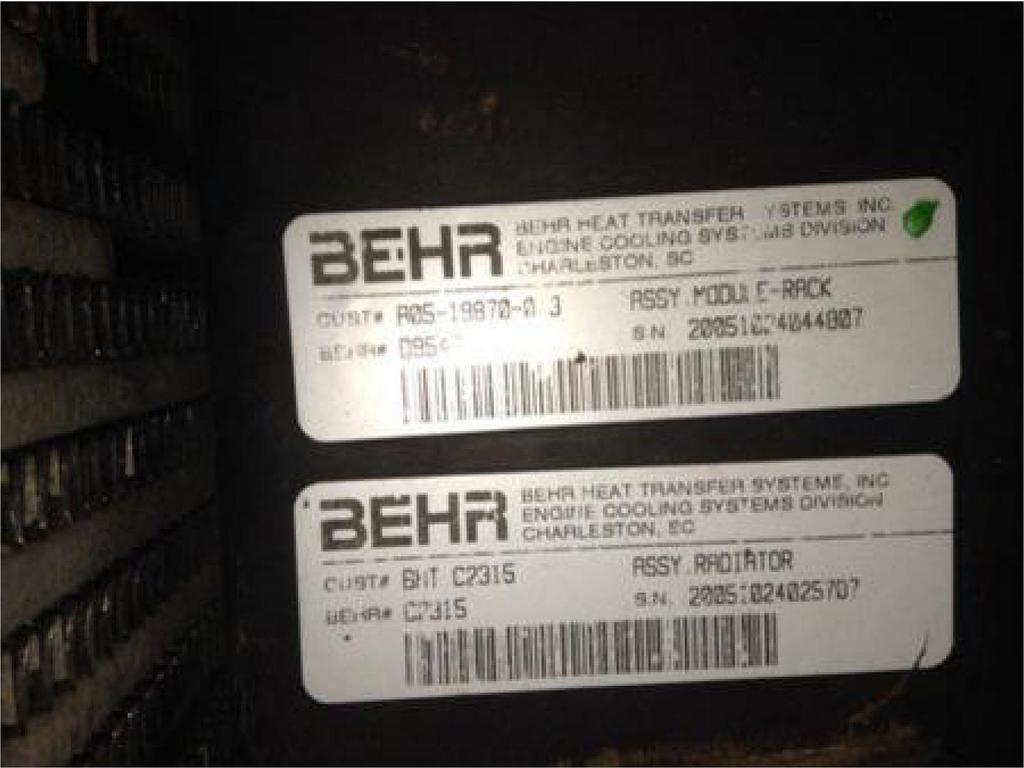 BEHR
BEHR HEAT TRANSFER YSTEMS INC
ENGINE COOLING SYSTEMS DIVISION
CHARLESTON, SC
CUST# A05-19870-0 3 ASSY.MODULE-RACK
BEHR# S.N. 20051024044807
BEHR
BEHR HEAT TRANSFER SYSTEMS, INC
ENGINE COOLING SYSTEMS DIVISION
CHARLESTON, SC
CUST# BHT C2315 ASSY.RADIATOR
BEHR# C2315 S.N. 20051024025707